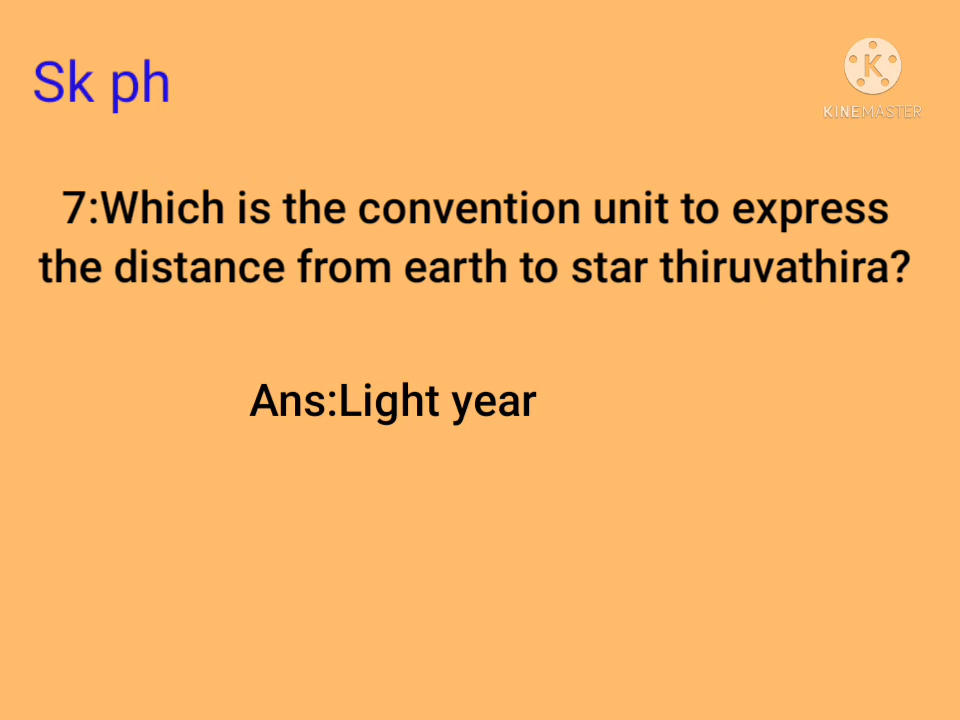 Sk ph
K
KINEMASTER
7:Which is the convention unit to express
the distance from earth to star thiruvathira?
Ans:Light year